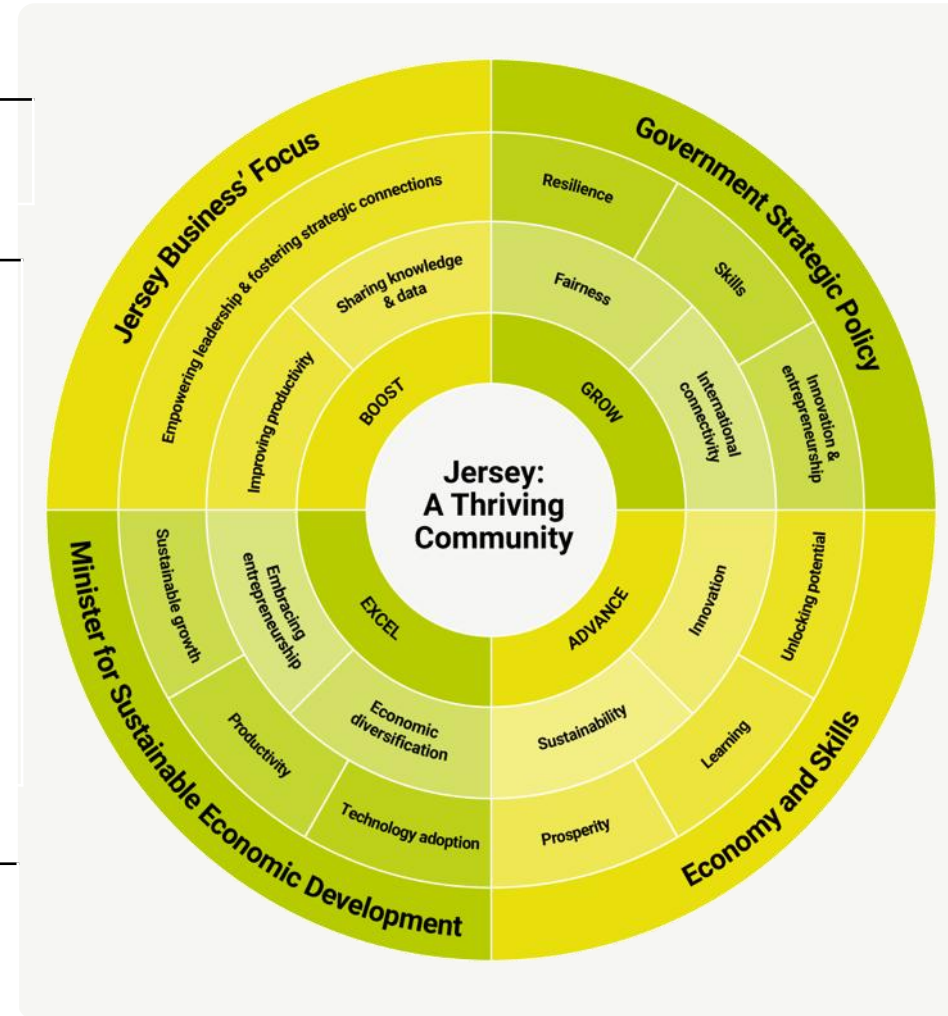 Jersey:
A Thriving
Community
Jersey Business' Focus
Empowering leadership & fostering strategic connections
Sharing knowledge
& data
Improving productivity
BOOST
Government Strategic Policy
Resilience
Skills
Innovation &
entrepreneurship
Fairness
International
connectivity
GROW
Economy and Skills
Unlocking potential
Learning
Prosperity
Innovation
Sustainability
ADVANCE
Minister for Sustainable Economic Development
Sustainable growth
Productivity
Technology adoption
Embracing
entrepreneurship
Economic
diversification
EXCEL